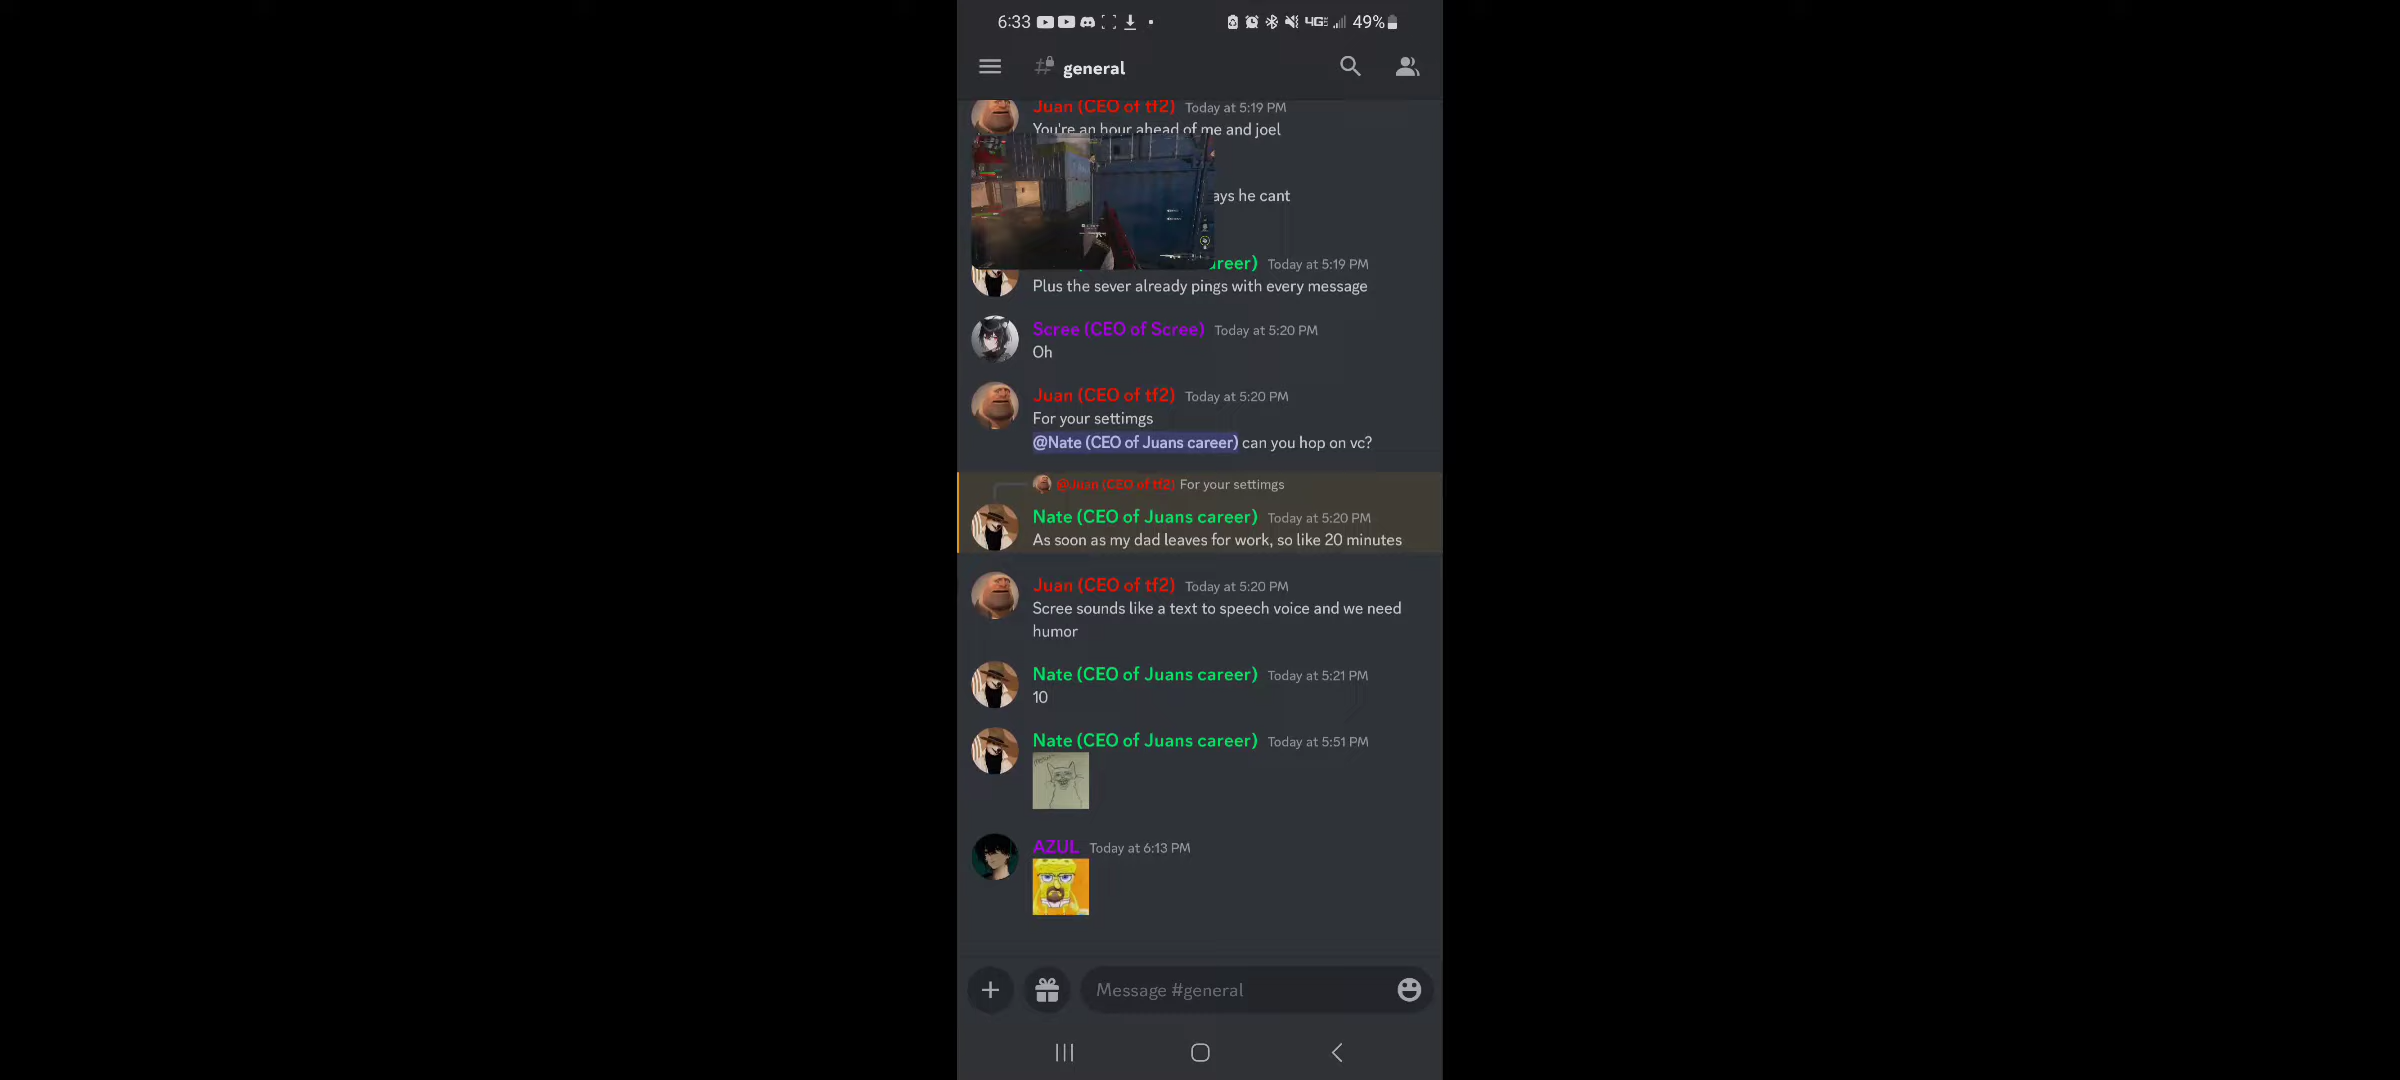 6:33 4G 49%
general
Juan (CEO of tf2) Today at 5:19 PM
You're an hour ahead of me and joel
ays he cant
reer) Today at 5:19 PM
Plus the sever already pings with every message
Scree (CEO of Scree) Today at 5:20 PM
Oh
Juan (CEO of tf2) Today at 5:20 PM
For your settimgs
@Nate (CEO of Juans career) can you hop on vc?
@Juan (CEO of tf2) For your settimgs
Nate (CEO of Juans career) Today at 5:20 PM
As soon as my dad leaves for work, so like 20 minutes
Juan (CEO of tf2) Today at 5:20 PM
Scree sounds like a text to speech voice and we need
humor
Nate (CEO of Juans career) Today at 5:21 PM
10
Nate (CEO of Juans career) Today at 5:51 PM
AZUL Today at 6:13 PM
Message #general